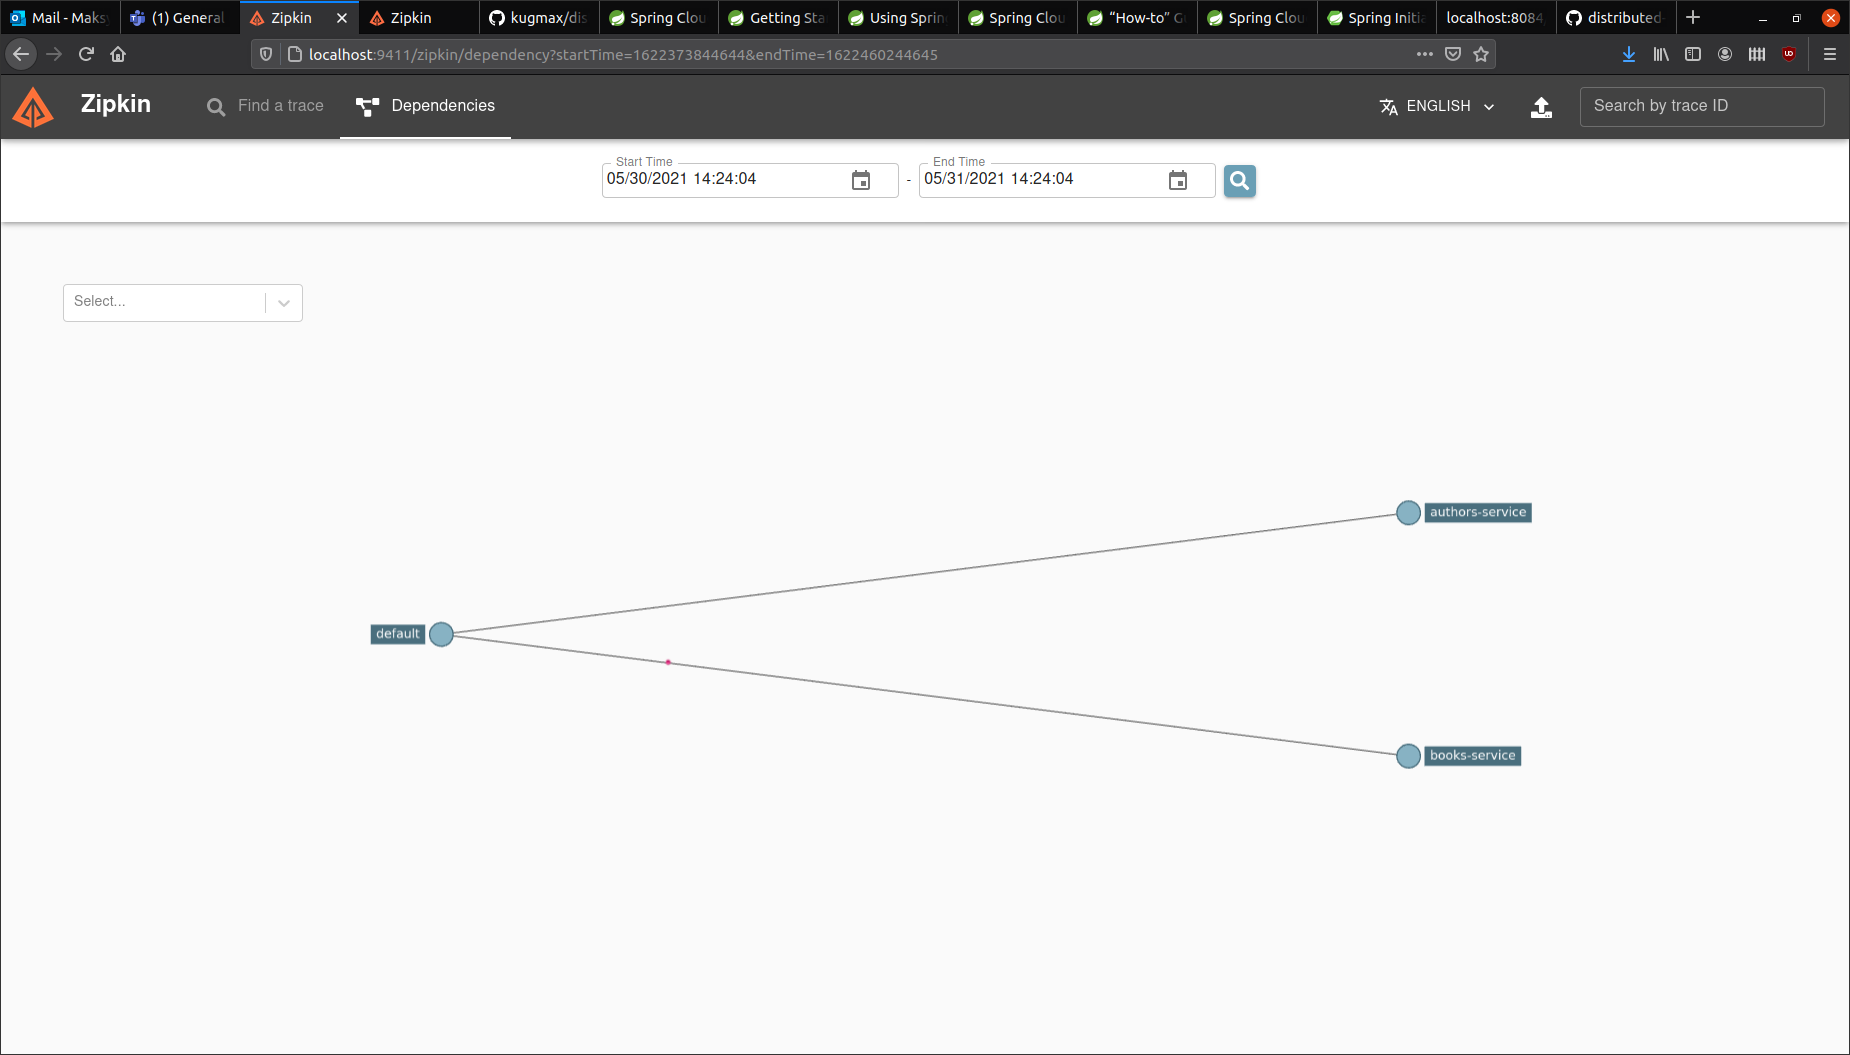 Mail - Maks
(1) General
Zipkin
Zipkin
kugmax/dis
Spring Clou
Getting Sta
Using Sprin
Spring Clou
“How-to” G
Spring Clou
Spring Initia
localhost:8084
distributed-
localhost:9411/zipkin/dependency?startTime=1622373844644&endTime=1622460244645
Zipkin
Find a trace
Dependencies
ENGLISH
Search by trace ID
Start Time
05/30/2021 14:24:04
-
End Time
05/31/2021 14:24:04
Select...
authors-service
default
books-service